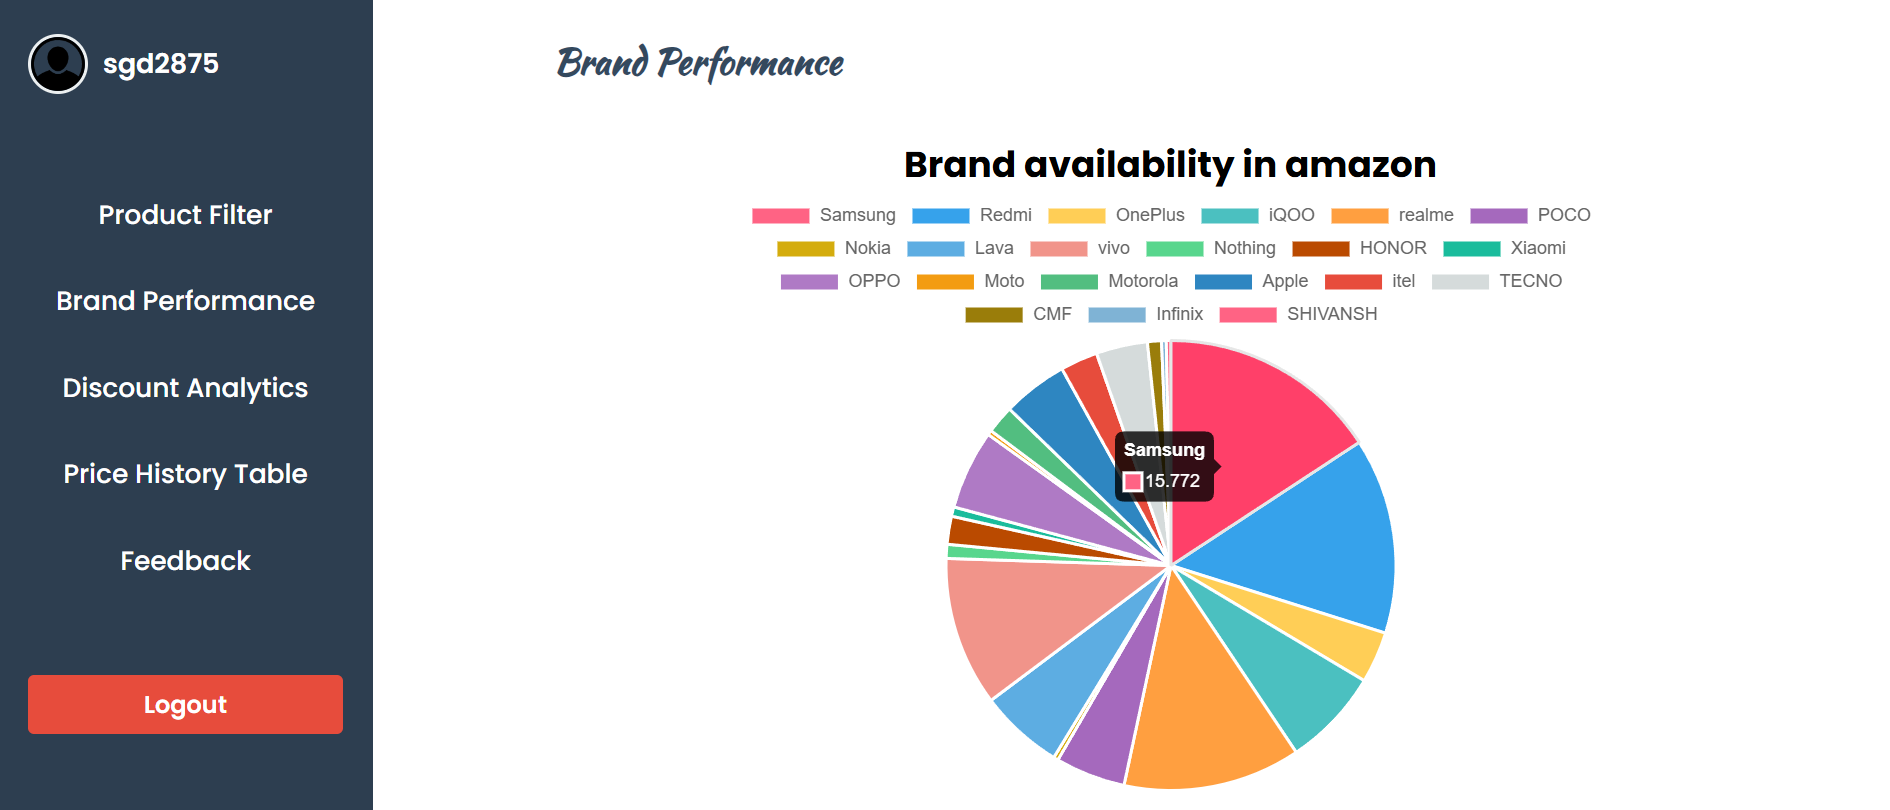 sgd2875
Product Filter
Brand Performance
Discount Analytics
Price History Table
Feedback
Logout
Brand Performance
Brand availability in amazon
Samsung Redmi OnePlus iQOO realme POCO
Nokia Lava vivo Nothing HONOR Xiaomi
OPPO Moto Motorola Apple itel TECNO
CMF Infinix SHIVANSH
Samsung
15.772